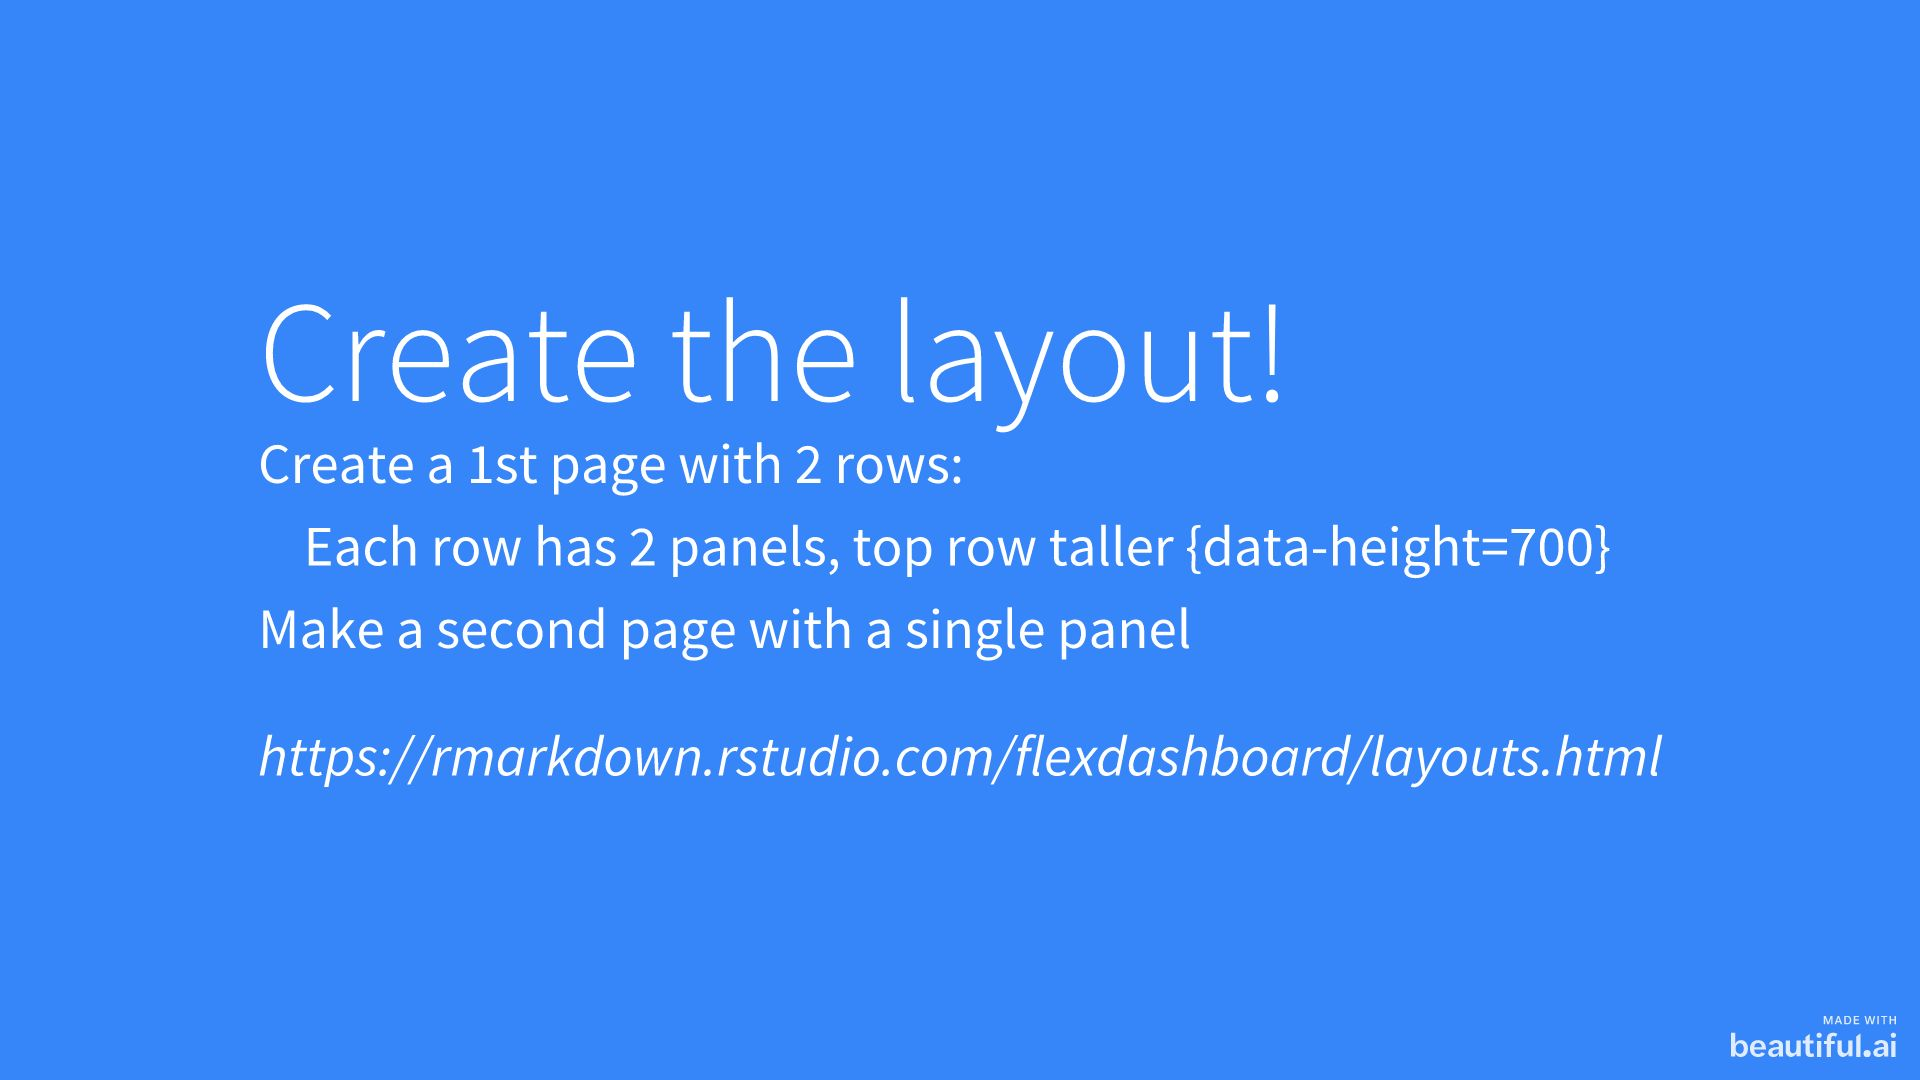 Create the layout!
Create a 1st page with 2 rows:
Each row has 2 panels, top row taller {data-height=700}
Make a second page with a single panel
https://rmarkdown.rstudio.com/flexdashboard/layouts.html
MADE WITH
beautiful.ai